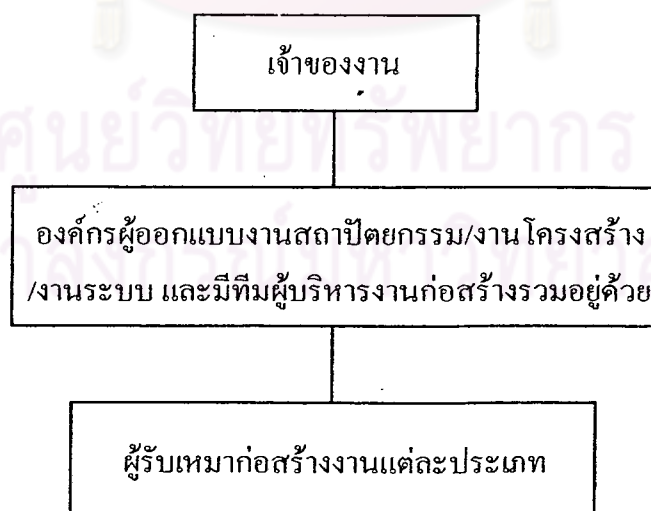 เจ้าของงาน
ศูนย์วิทยทรัพยากร
องค์กรผู้ออกแบบงานสถาปัตยกรรม/งานโครงสร้าง
/งานระบบ และมีทีมผู้บริหารงานก่อสร้างรวมอยู่ด้วย
ผู้รับเหมาก่อสร้างงานแต่ละประเภท